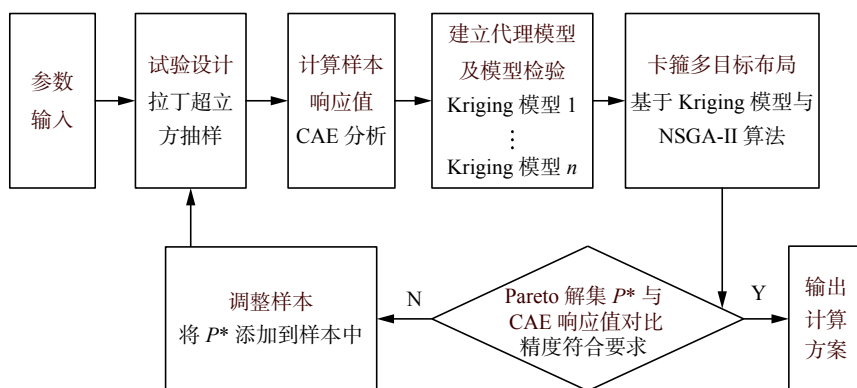 参数
输入
试验设计
拉丁超立
方抽样
计算样本
响应值
CAE 分析
建立代理模型
及模型检验
Kriging 模型 1
⋮
Kriging 模型 n
卡箍多目标布局
基于 Kriging 模型与
NSGA-II 算法
调整样本
将 P* 添加到样本中
N
Pareto 解集 P* 与
CAE 响应值对比
精度符合要求
Y
输出
计算
方案